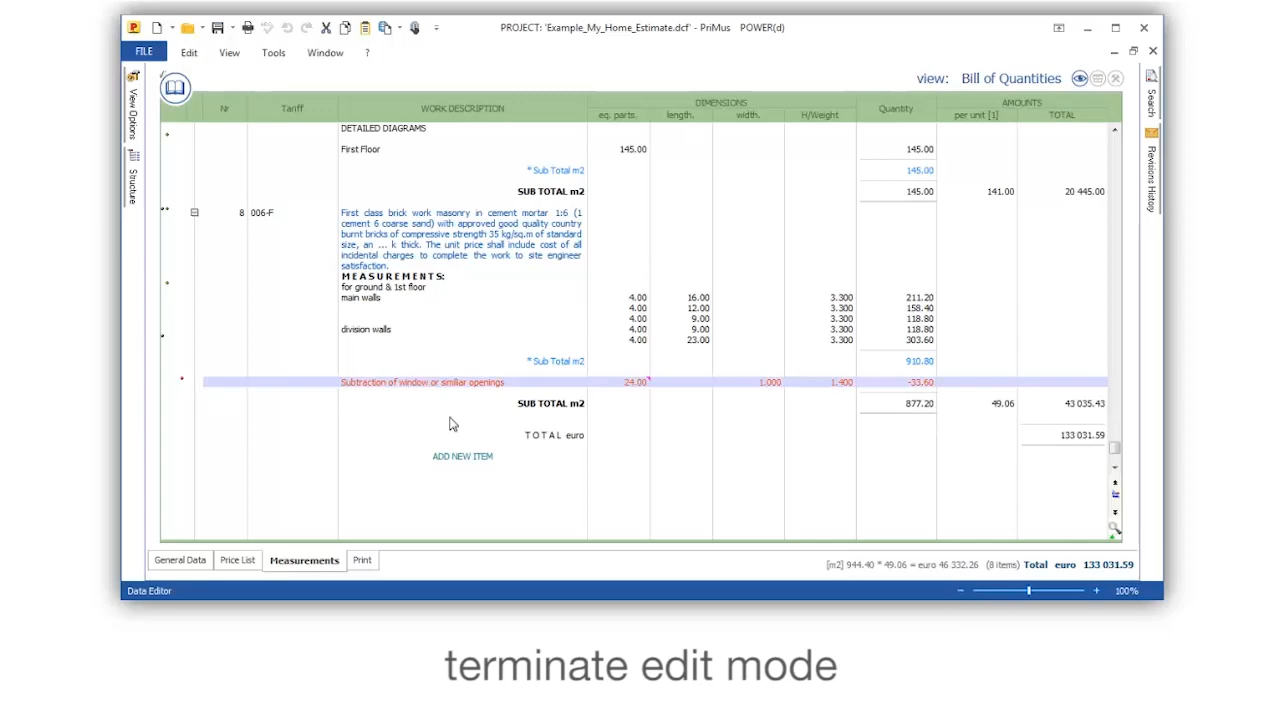 PROJECT: 'Example_My_Home_Estimate.dcf' - PriMus POWER(d)
FILE Edit View Tools Window ?
view: Bill of Quantities
View Options
Structure
Search
Revisions History
DIMENSIONS AMOUNTS
Nr Tariff WORK DESCRIPTION eq. parts. length. width. H/Weight Quantity per unit [1] TOTAL
DETAILED DIAGRAMS
First Floor 145.00 145.00
* Sub Total m2 145.00
SUB TOTAL m2 145.00 141.00 20 445.00
8 006-F First class brick work masonry in cement mortar 1:6 (1
cement 6 coarse sand) with approved good quality country
burnt bricks of compressive strength 35 kg/sq.m of standard
size, an ... k thick. The unit price shall include cost of all
incidental charges to complete the work to site engineer
satisfaction.
MEASUREMENTS:
for ground & 1st floor
main walls 4.00 16.00 3.300 211.20
4.00 12.00 3.300 158.40
4.00 9.00 3.300 118.80
division walls 4.00 9.00 3.300 118.80
4.00 23.00 3.300 303.60
* Sub Total m2 910.80
Subtraction of window or similiar openings 24.00 1.000 1.400 -33.60
SUB TOTAL m2 877.20 49.06 43 035.43
TOTAL euro 133 031.59
ADD NEW ITEM
General Data Price List Measurements Print
[m2] 944.40 * 49.06 = euro 46 332.26 (8 items) Total euro 133 031.59
Data Editor
100%
terminate edit mode